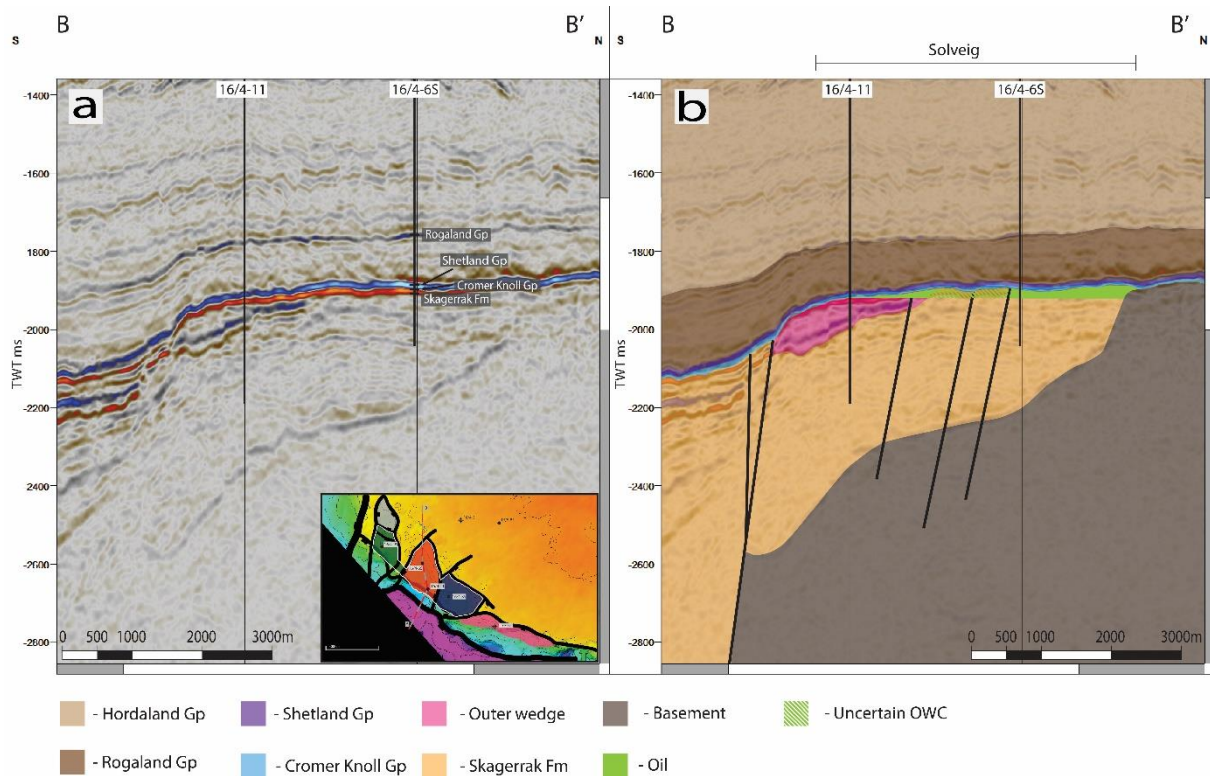 B
B'
S
N
a
16/4-11
16/4-6S
-1400
-1600
-1800
-2000
-2200
-2400
-2600
-2800
TWT ms
Rogaland Gp
Shetland Gp
Cromer Knoll Gp
Skagerrak Fm
0 500 1000 2000 3000m
B
B'
S
N
Solveig
b
16/4-11
16/4-6S
-1400
-1600
-1800
-2000
-2200
-2400
-2600
-2800
TWT ms
0 500 1000 2000 3000m
- Hordaland Gp
- Shetland Gp
- Outer wedge
- Basement
- Uncertain OWC
- Rogaland Gp
- Cromer Knoll Gp
- Skagerrak Fm
- Oil